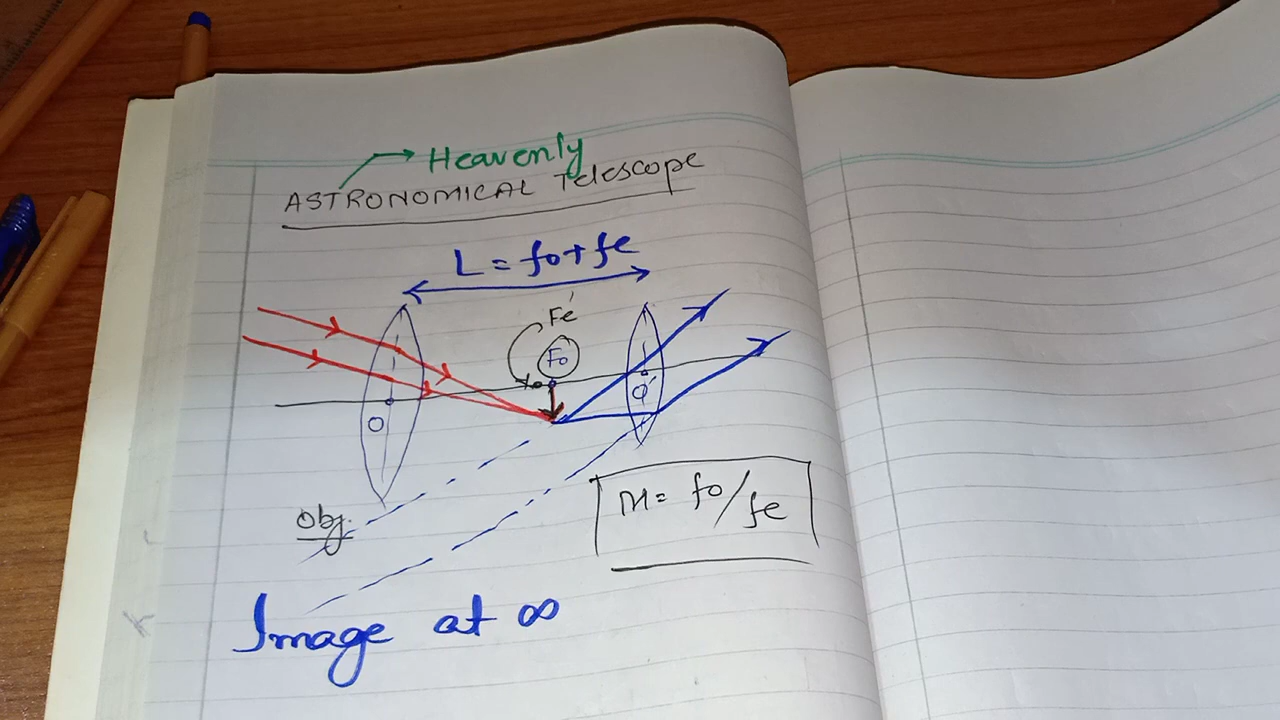 Heavenly
ASTRONOMICAL Telescope
L = fo + fe
Fe'
Fo
O
O'
Obj.
M = fo/fe
Image at ∞